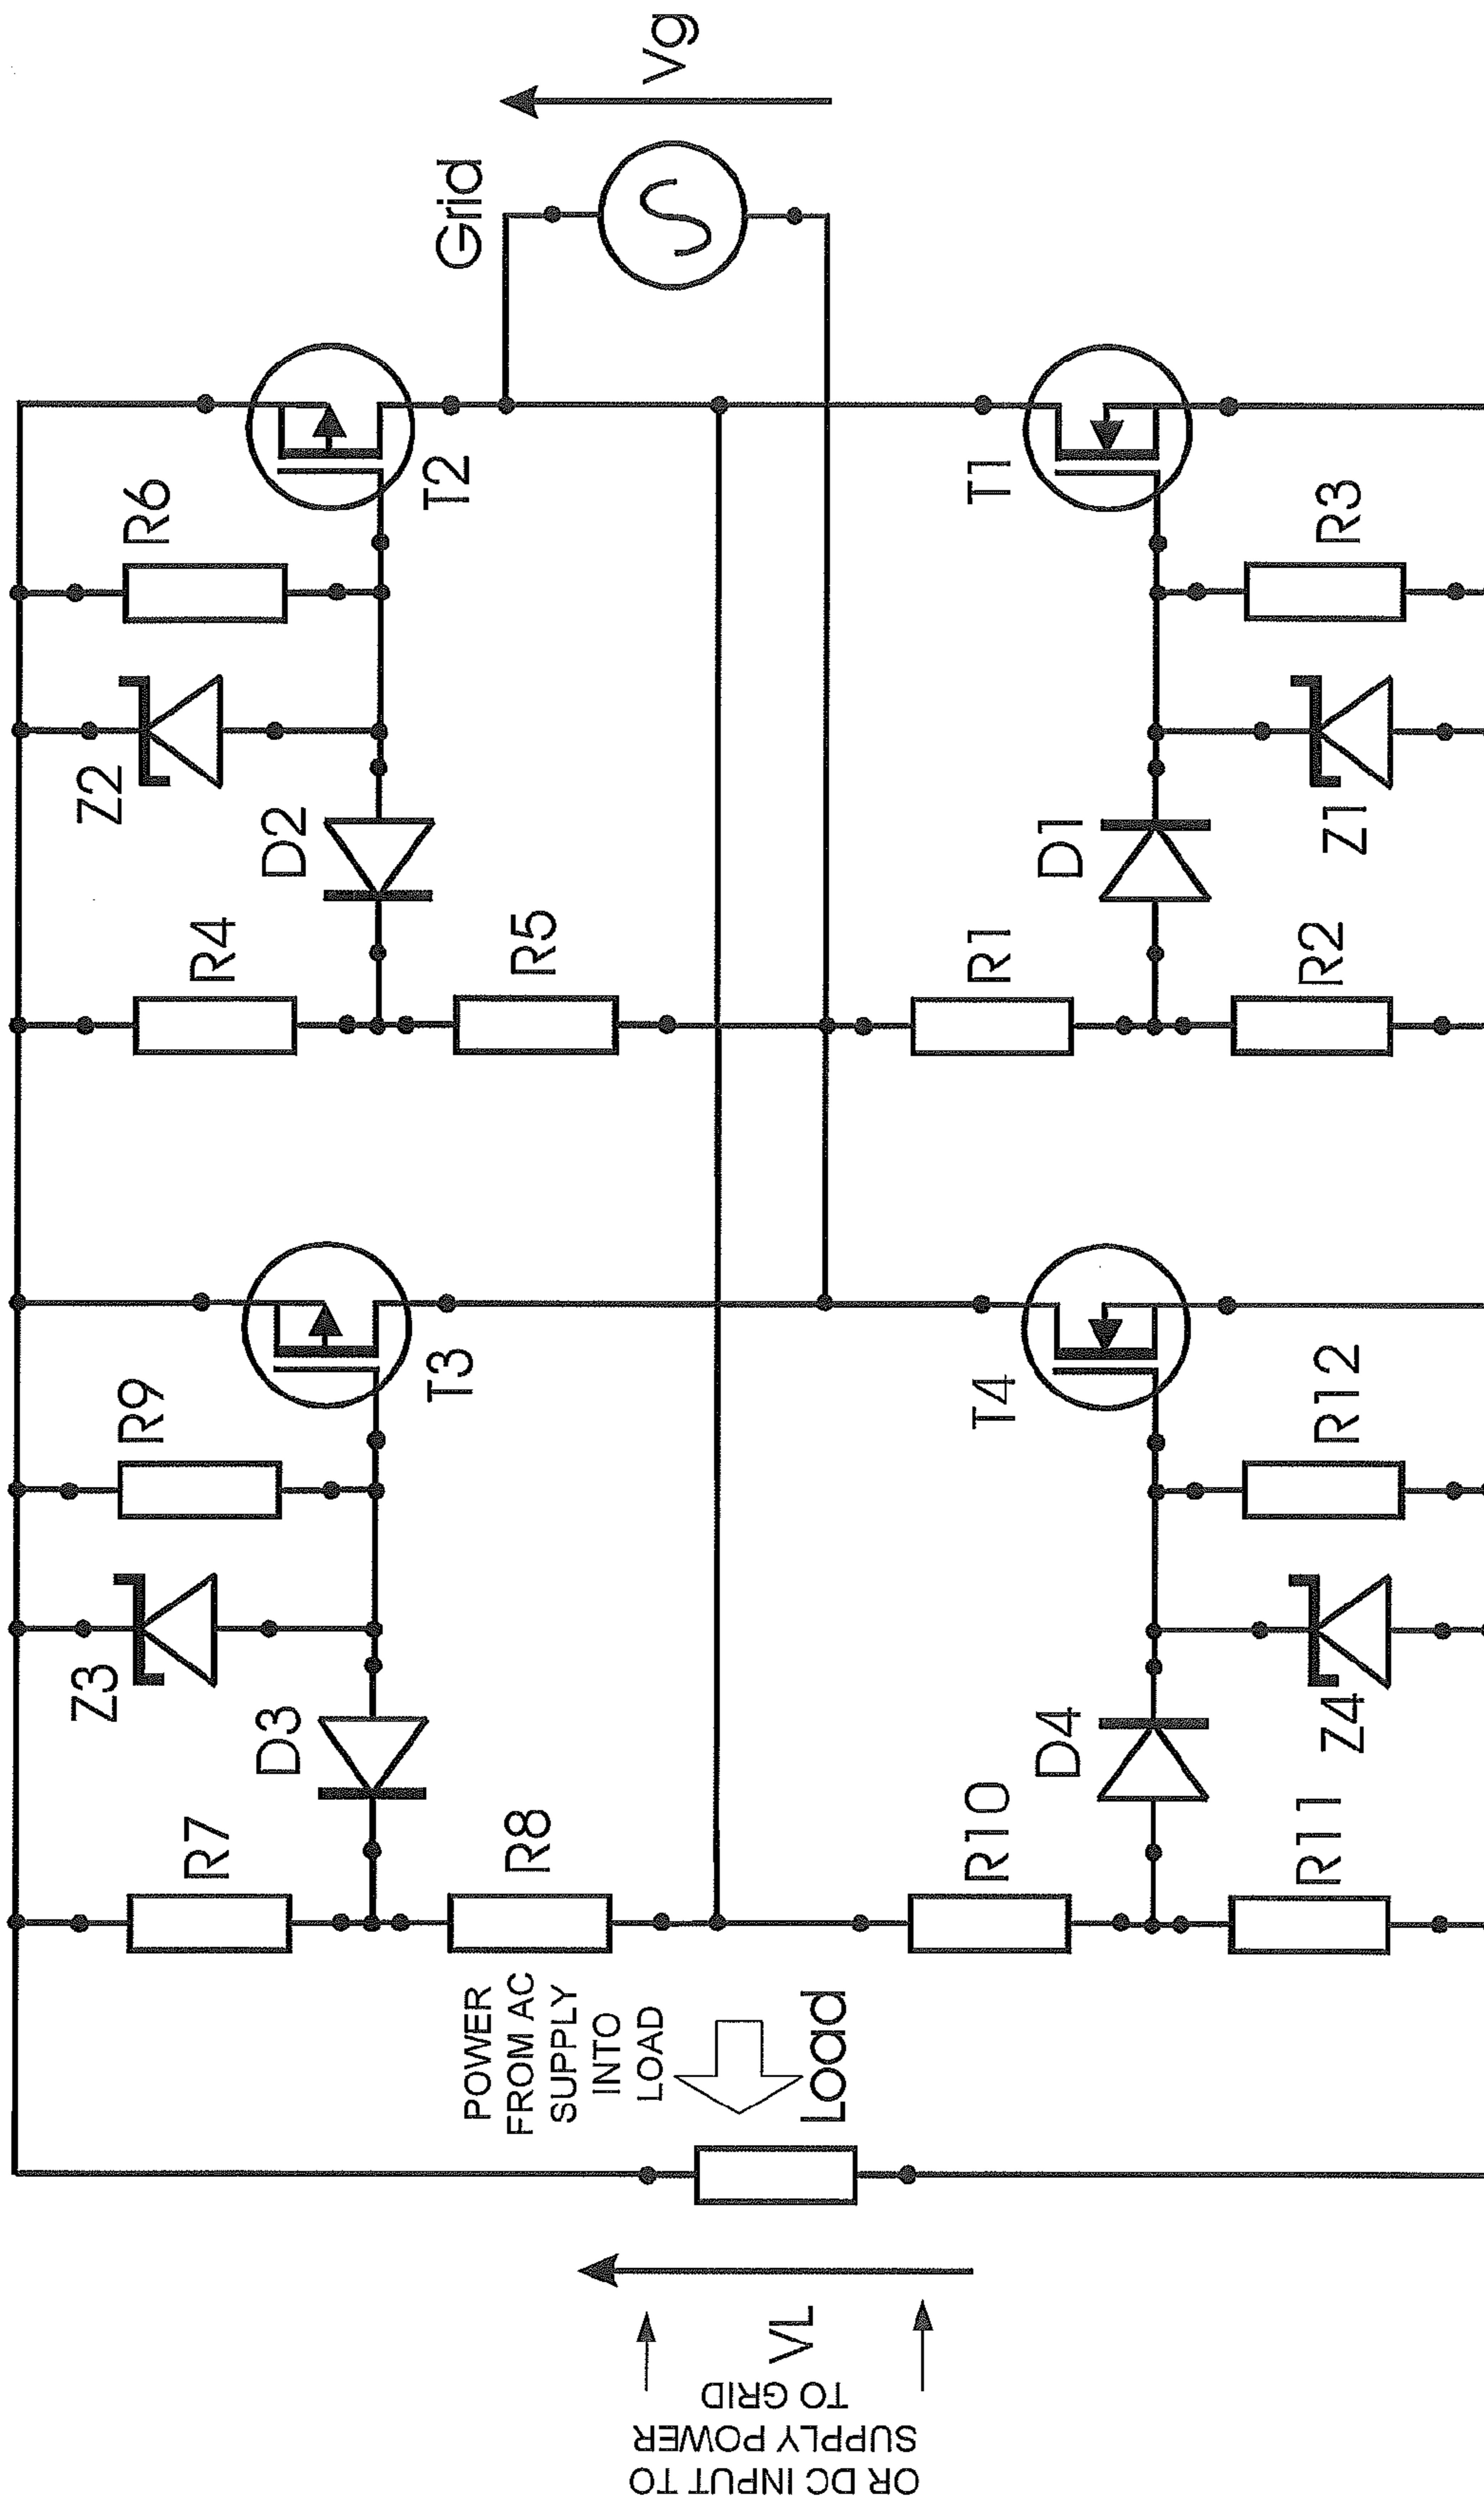 Vg
Grid
R6
T2
Z2
D2
R4
R5
T1
R3
D1
Z1
R1
R2
R9
T3
Z3
D3
R7
R8
T4
R12
D4
Z4
R10
R11
POWER
FROM AC
SUPPLY
INTO
LOAD
Load
VL
OR DC INPUT TO
SUPPLY POWER
TO GRID